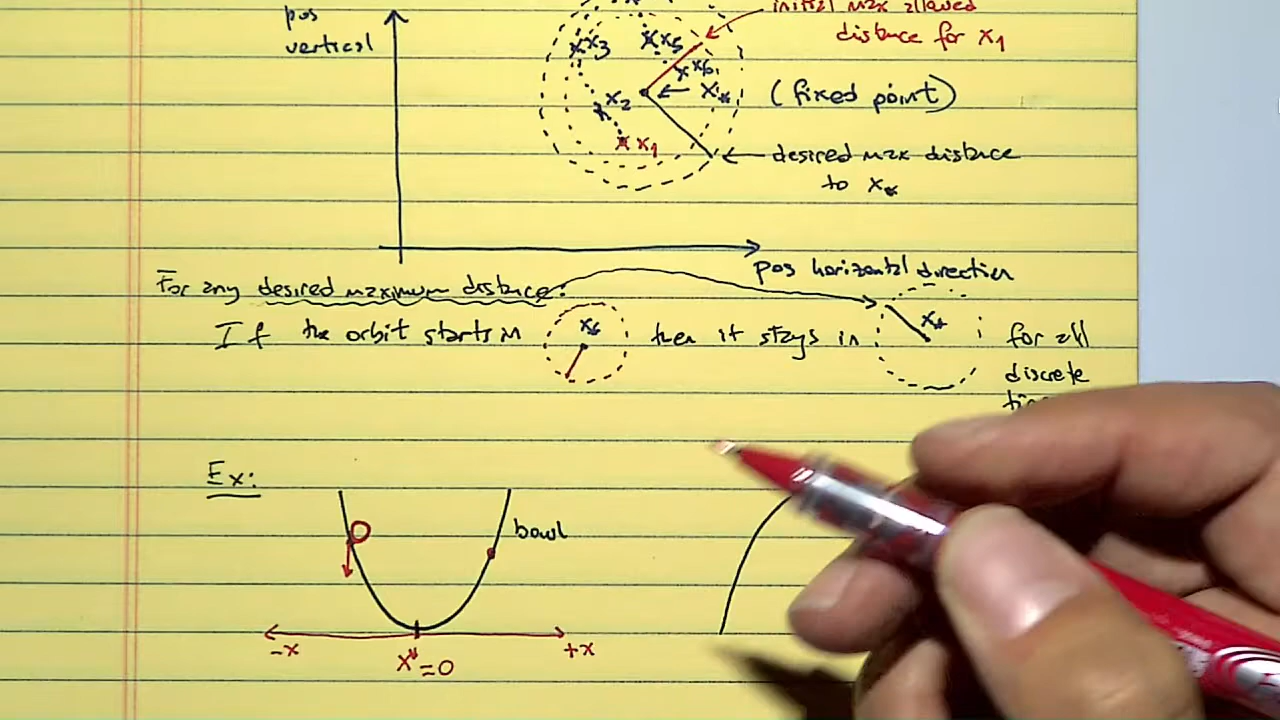 pos
vertical
initial max allowed
distance for x₁
x₃
x₅
x₆
x₂
x*
(fixed point)
x₁
desired max distance
to x*
pos horizontal direction
For any desired maximum distance:
If the orbit starts in x* then it stays in x* for all
discrete
Ex:
bowl
-x
x* = 0
+x